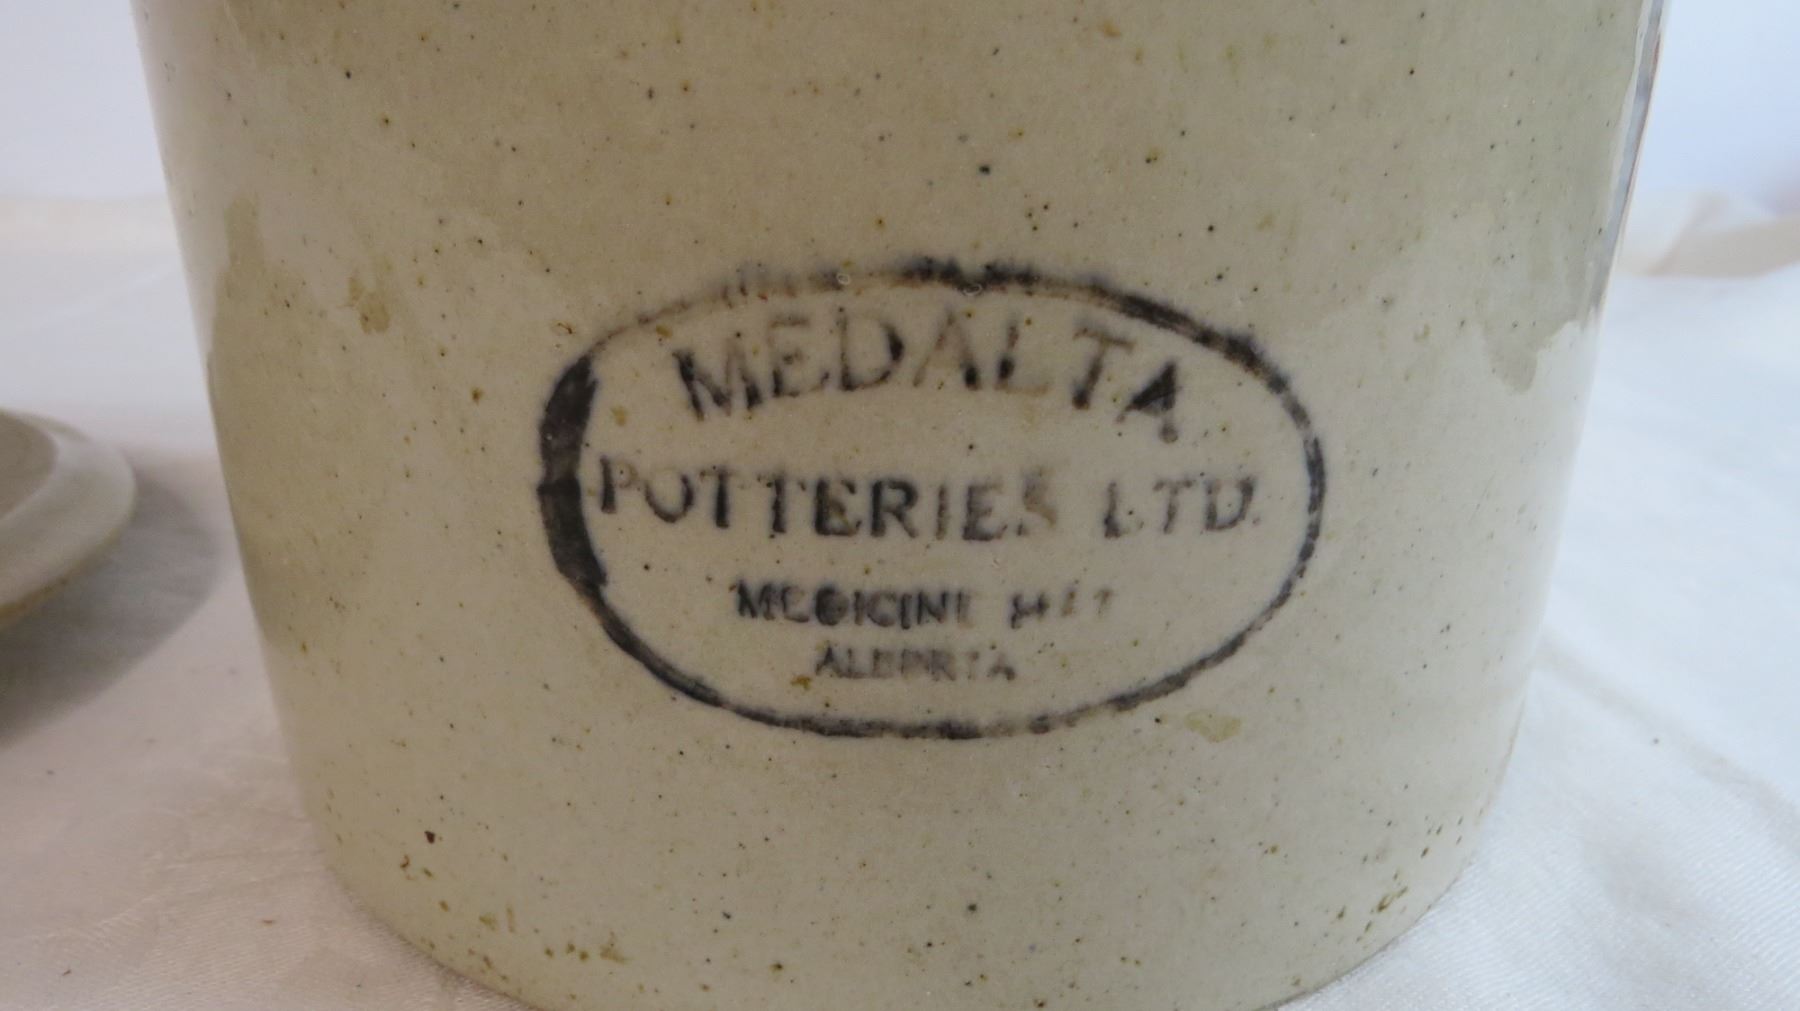 MEDALTA
POTTERIES LTD.
MEDICINE HAT
ALBERTA